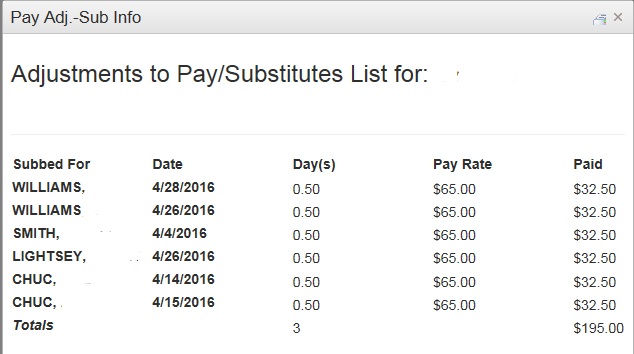 Pay Adj.-Sub Info
Adjustments to Pay/Substitutes List for:
Subbed For Date Day(s) Pay Rate Paid
WILLIAMS, 4/28/2016 0.50 $65.00 $32.50
WILLIAMS 4/26/2016 0.50 $65.00 $32.50
SMITH, 4/4/2016 0.50 $65.00 $32.50
LIGHTSEY, 4/26/2016 0.50 $65.00 $32.50
CHUC, 4/14/2016 0.50 $65.00 $32.50
CHUC, 4/15/2016 0.50 $65.00 $32.50
Totals 3 $195.00